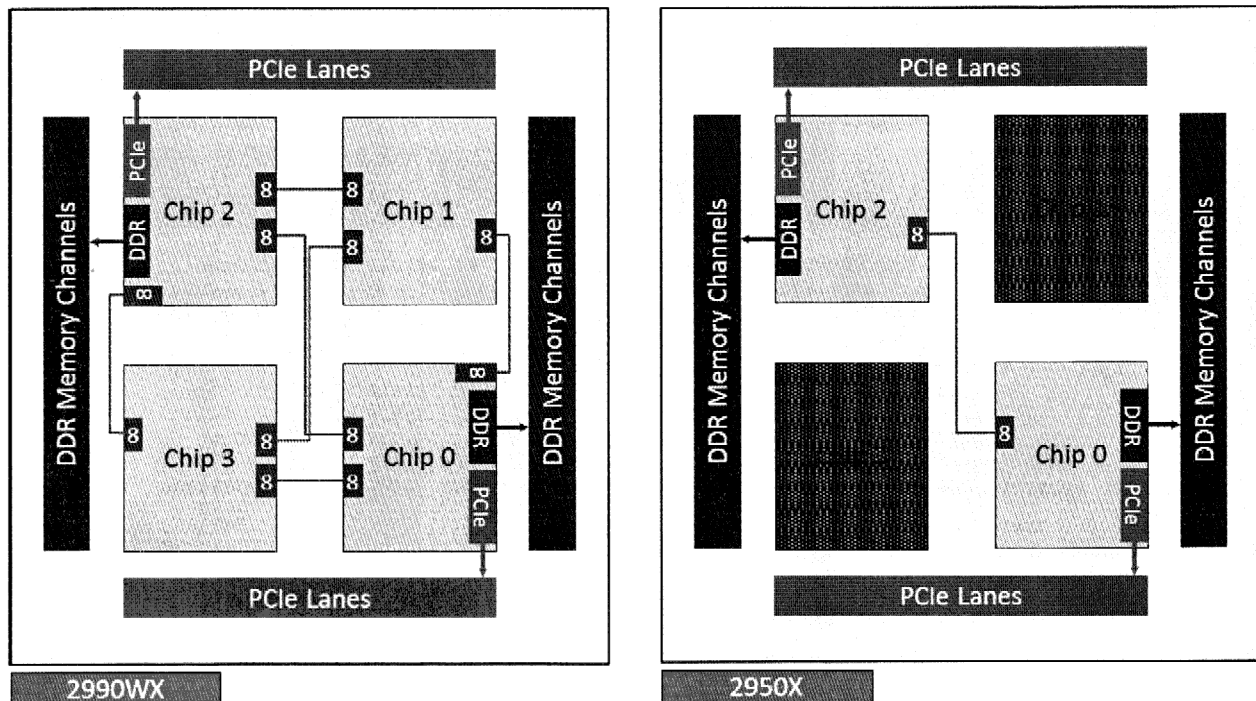 PCIe Lanes
DDR Memory Channels
PCIe
DDR
Chip 2
8
8
8
Chip 1
8
8
8
DDR Memory Channels
Chip 3
8
8
8
Chip 0
8
8
8
DDR
PCIe
PCIe Lanes
2990WX
PCIe Lanes
DDR Memory Channels
PCIe
DDR
Chip 2
8
DDR Memory Channels
Chip 0
8
DDR
PCIe
PCIe Lanes
2950X